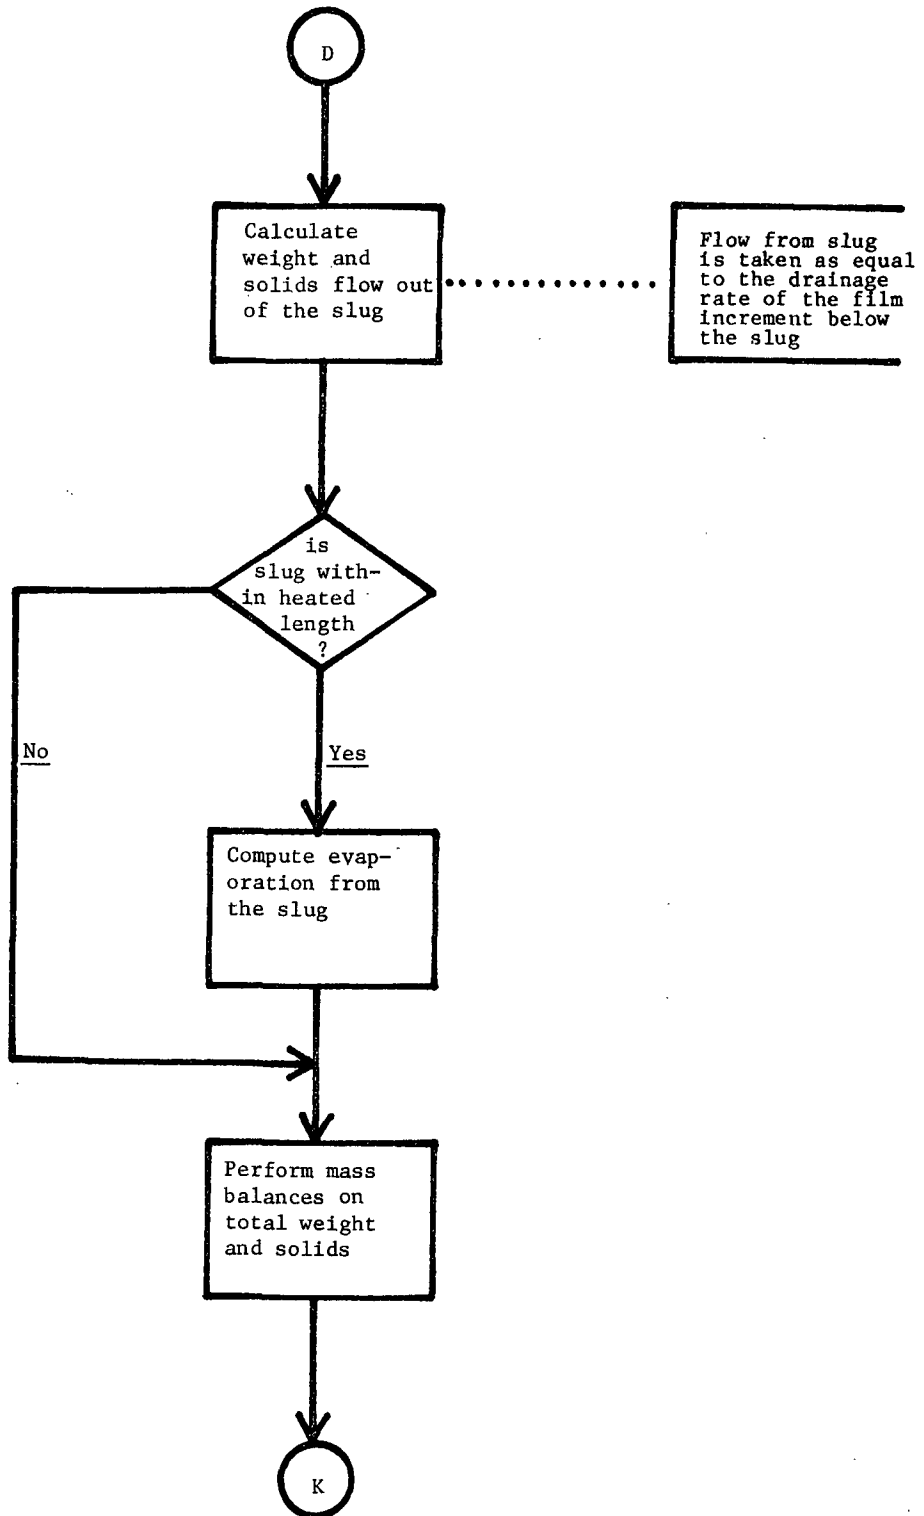 D
Calculate
weight and
solids flow out
of the slug
Flow from slug
is taken as equal
to the drainage
rate of the film
increment below
the slug
is
slug with-
in heated
length
?
No
Yes
Compute evap-
oration from
the slug
Perform mass
balances on
total weight
and solids
K